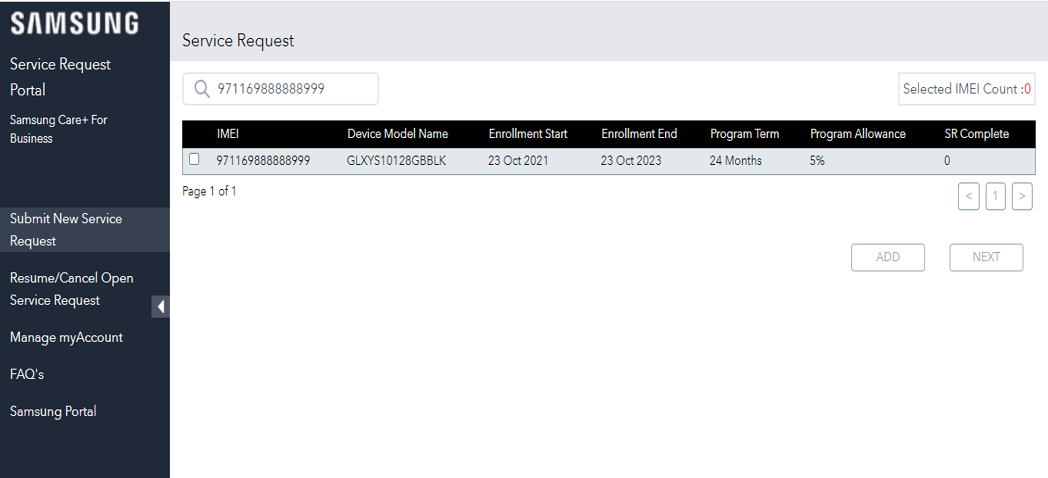 SAMSUNG
Service Request
Portal
Samsung Care+ For
Business
Submit New Service
Request
Resume/Cancel Open
Service Request
Manage myAccount
FAQ's
Samsung Portal
Service Request
971169888888999
Selected IMEI Count :0
IMEI Device Model Name Enrollment Start Enrollment End Program Term Program Allowance SR Complete
971169888888999 GLXYS10128GBBLK 23 Oct 2021 23 Oct 2023 24 Months 5% 0
Page 1 of 1
< 1 >
ADD NEXT